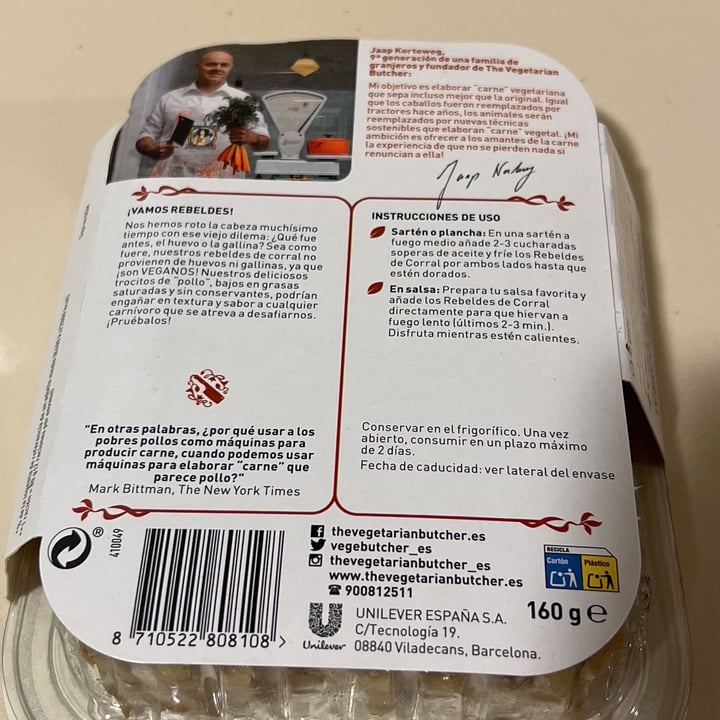 Jaap Korteweg,
9ª generación de una familia de
granjeros y fundador de The Vegetarian
Butcher:
Mi objetivo es elaborar "carne" vegetariana
que sepa incluso mejor que la original. Igual
que los caballos fueron reemplazados por
tractores hace años, los animales serán
reemplazados por nuevas técnicas
sostenibles que elaboran "carne" vegetal. ¡Mi
ambición es ofrecer a los amantes de la carne
la experiencia de que no se pierden nada si
renuncian a ella!
¡VAMOS REBELDES!
Nos hemos roto la cabeza muchísimo
tiempo con ese viejo dilema: ¿Qué fue
antes, el huevo o la gallina? Sea como
fuere, nuestros rebeldes de corral no
provienen de huevos ni gallinas, ya que
¡son VEGANOS! Nuestros deliciosos
trocitos de "pollo", bajos en grasas
saturadas y sin conservantes, podrían
engañar en textura y sabor a cualquier
carnívoro que se atreva a desafiarnos.
¡Pruébalos!
"En otras palabras, ¿por qué usar a los
pobres pollos como máquinas para
producir carne, cuando podemos usar
máquinas para elaborar "carne" que
parece pollo?"
Mark Bittman, The New York Times
INSTRUCCIONES DE USO
Sartén o plancha: En una sartén a
fuego medio añade 2-3 cucharadas
soperas de aceite y fríe los Rebeldes
de Corral por ambos lados hasta que
estén dorados.
En salsa: Prepara tu salsa favorita y
añade los Rebeldes de Corral
directamente para que hiervan a
fuego lento (últimos 2-3 min.).
Disfruta mientras estén calientes.
Conservar en el frigorífico. Una vez
abierto, consumir en un plazo máximo
de 2 días.
Fecha de caducidad: ver lateral del envase
®
410049
8 710522 808108 >
thevegetarianbutcher.es
vegebutcher_es
thevegetarianbutcher_es
www.thevegetarianbutcher.es
900812511
Unilever
UNILEVER ESPAÑA S.A.
C/Tecnología 19.
08840 Viladecans, Barcelona.
RECICLA
Cartón
Plástico
160 g e